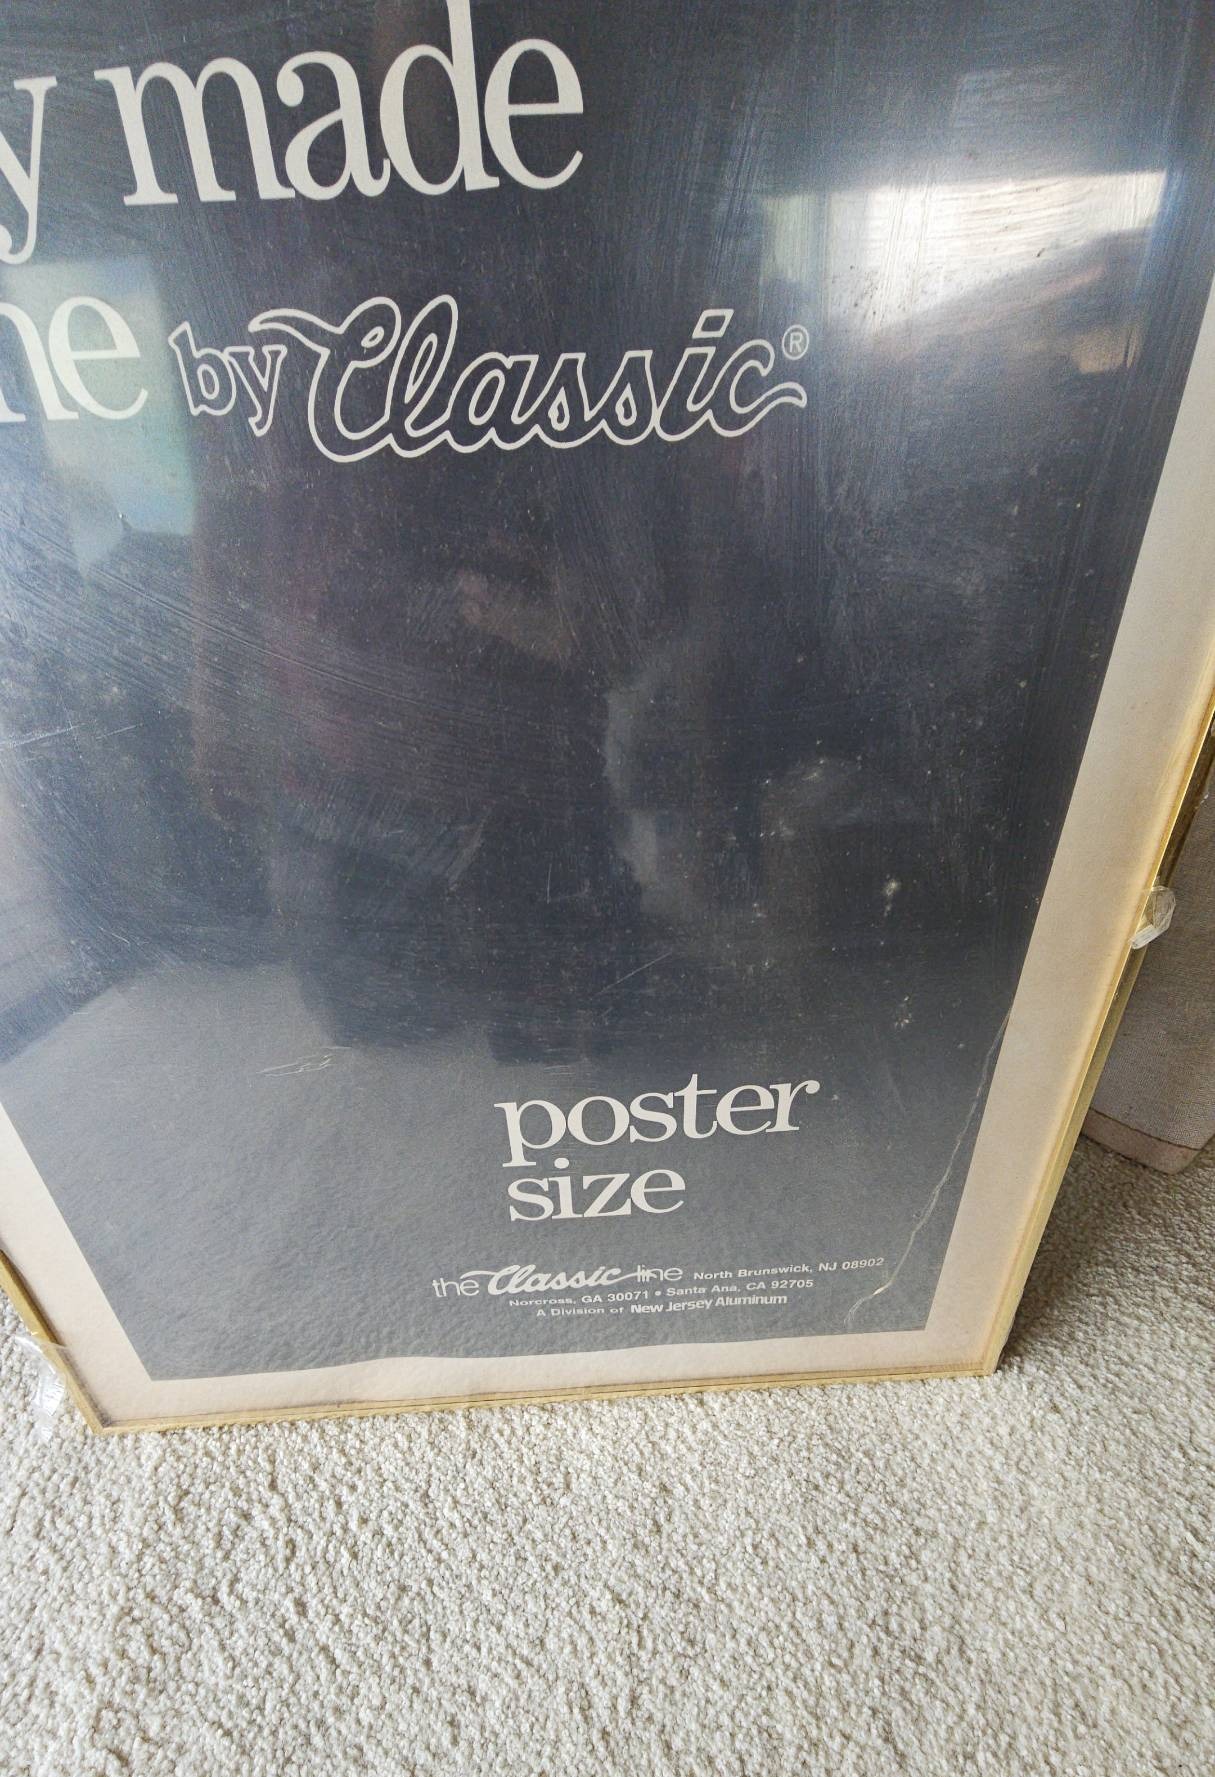 y made
ne by Classic®
poster
size
the Classic line North Brunswick, NJ 08902
Norcross, GA 30071 • Santa Ana, CA 92705
A Division of New Jersey Aluminum